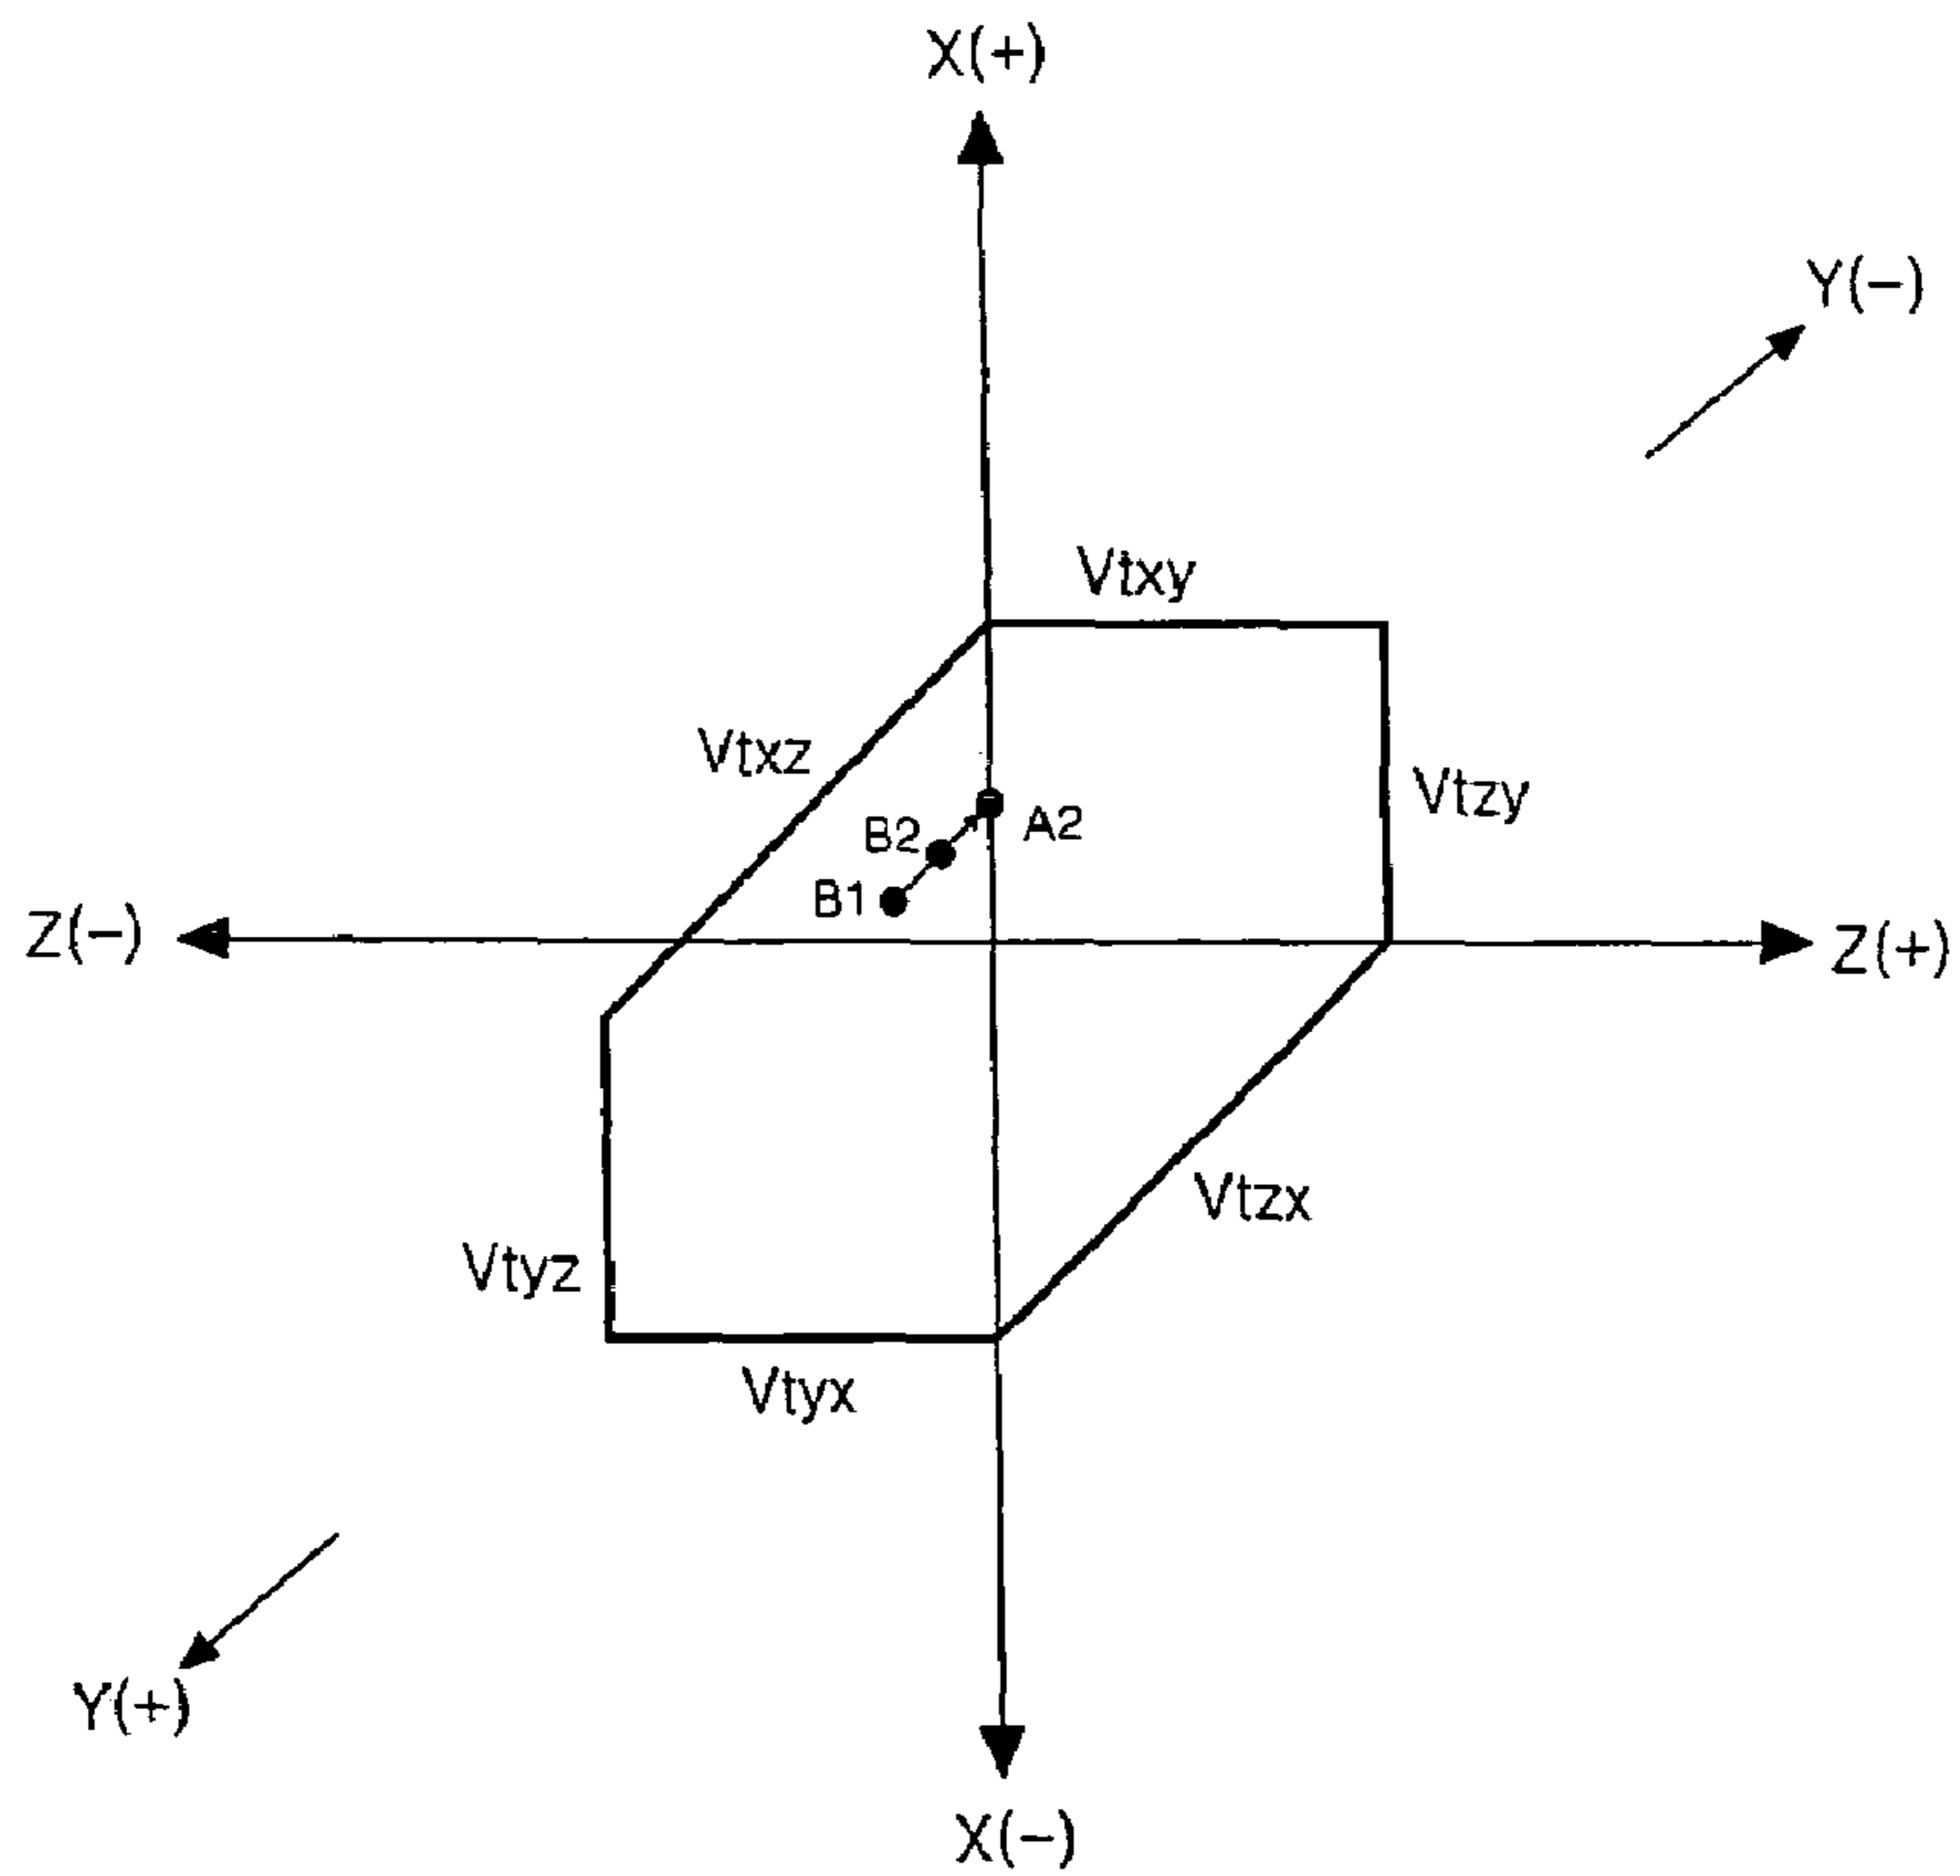 X(+)
Y(−)
Vtxy
Vtxz
Vtzy
B2
A2
B1
Z(−)
Z(+)
Vtzx
Vtyz
Vtyx
Y(+)
X(−)